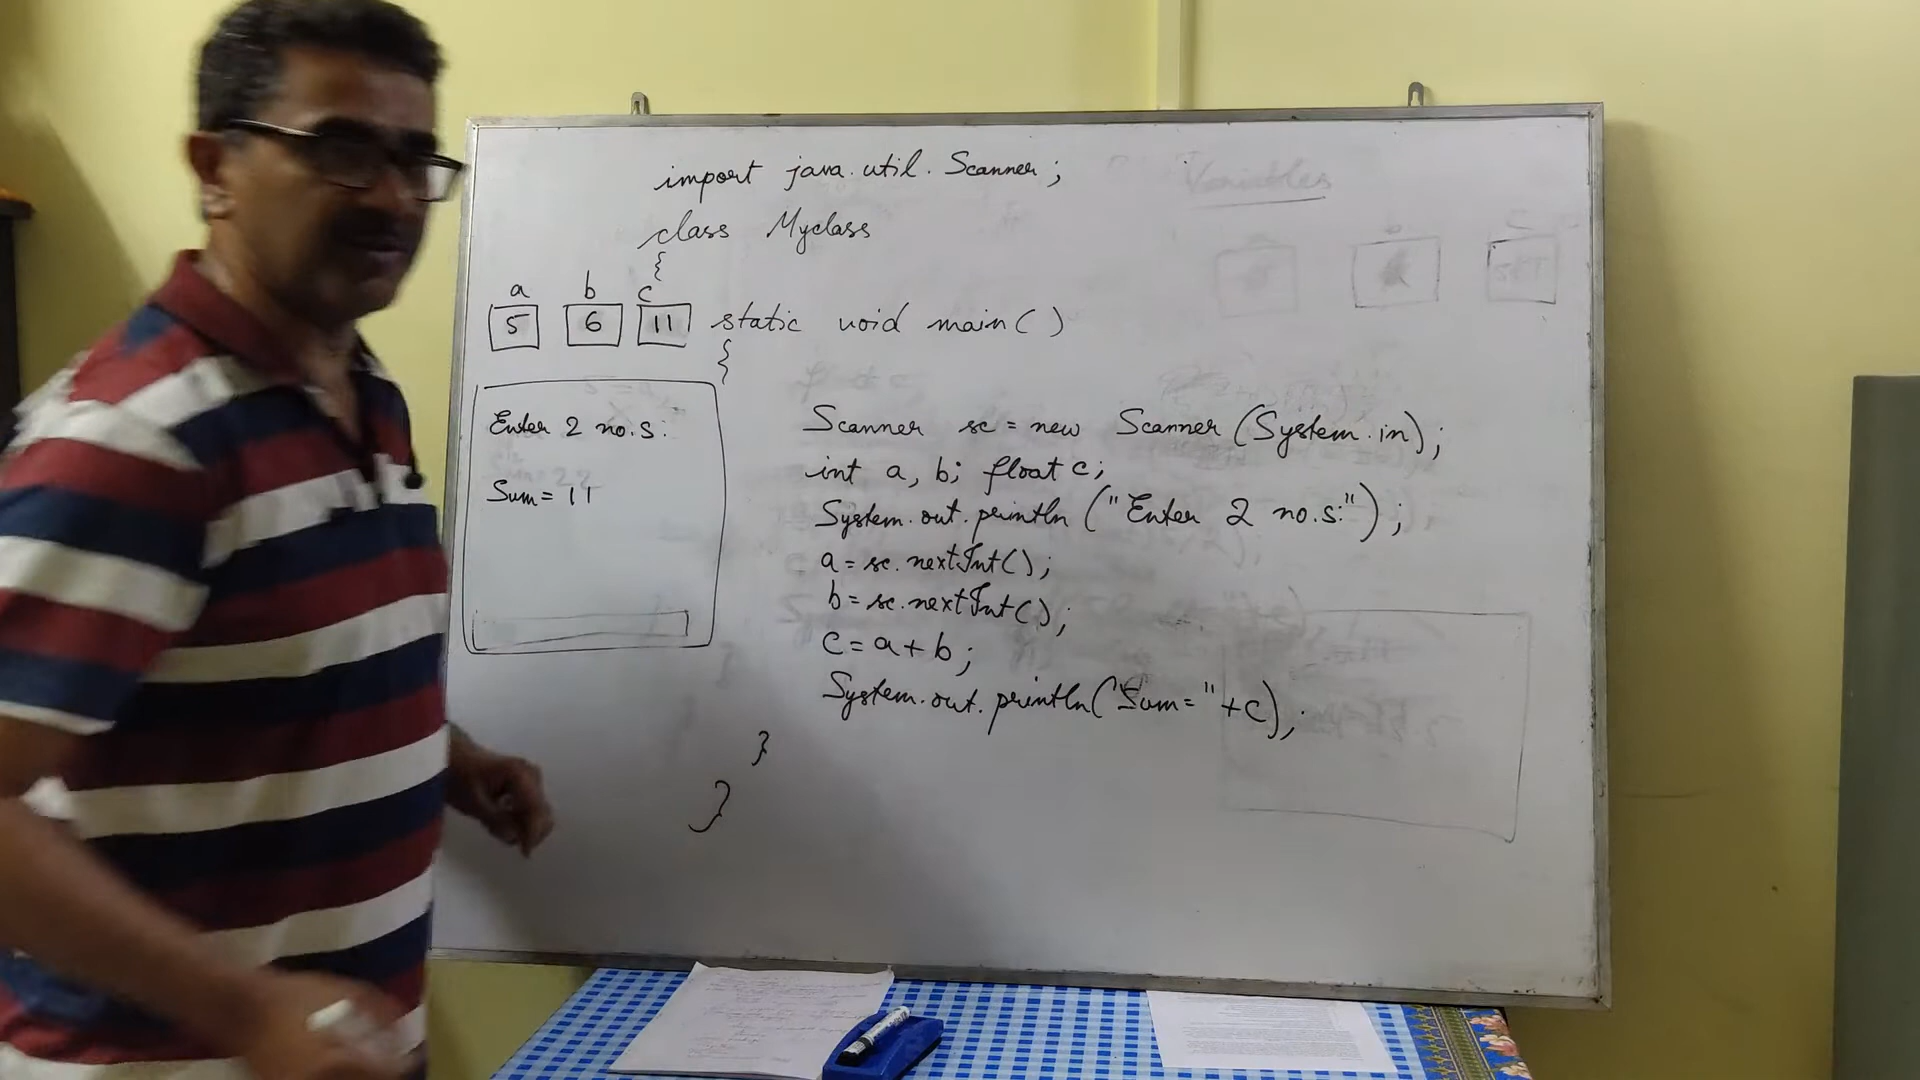 import java.util.Scanner;
class Myclass
{
a b c
5 6 11
static void main()
{
Enter 2 no.s:
Sum = 11
Scanner sc = new Scanner(System.in);
int a, b; float c;
System.out.println("Enter 2 no.s:");
a = sc.nextInt();
b = sc.nextInt();
c = a + b;
System.out.println("Sum= "+c);
}
}
Variables